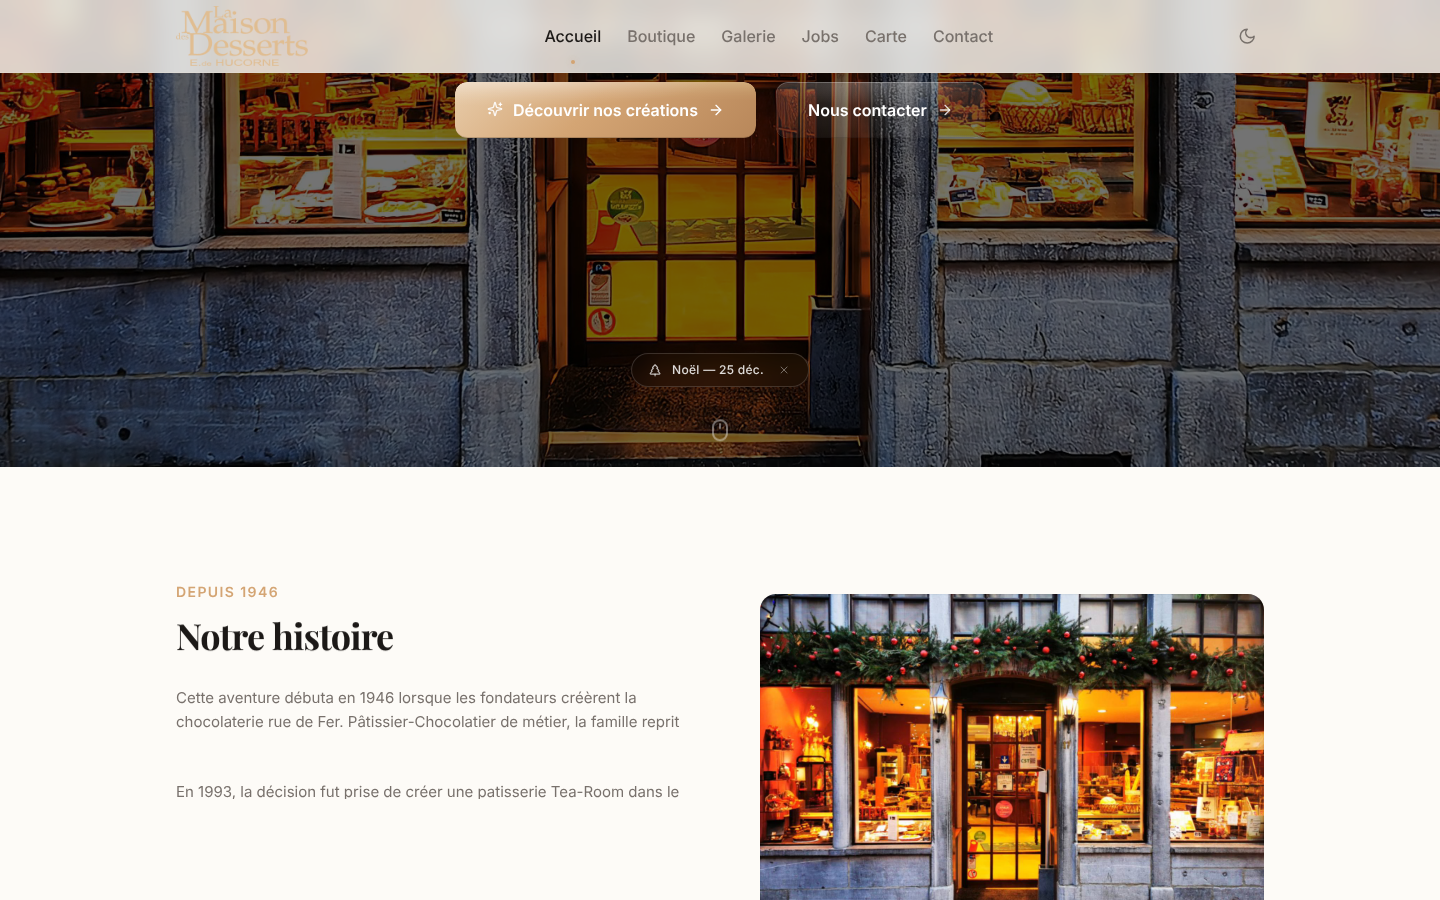 La
Maison
des
Desserts
E. HUCORNE
Accueil
Boutique
Galerie
Jobs
Carte
Contact
Découvrir nos créations
Nous contacter
Noël — 25 déc.
DEPUIS 1946
Notre histoire
Cette aventure débuta en 1946 lorsque les fondateurs créèrent la
chocolaterie rue de Fer. Pâtissier-Chocolatier de métier, la famille reprit
En 1993, la décision fut prise de créer une patisserie Tea-Room dans le